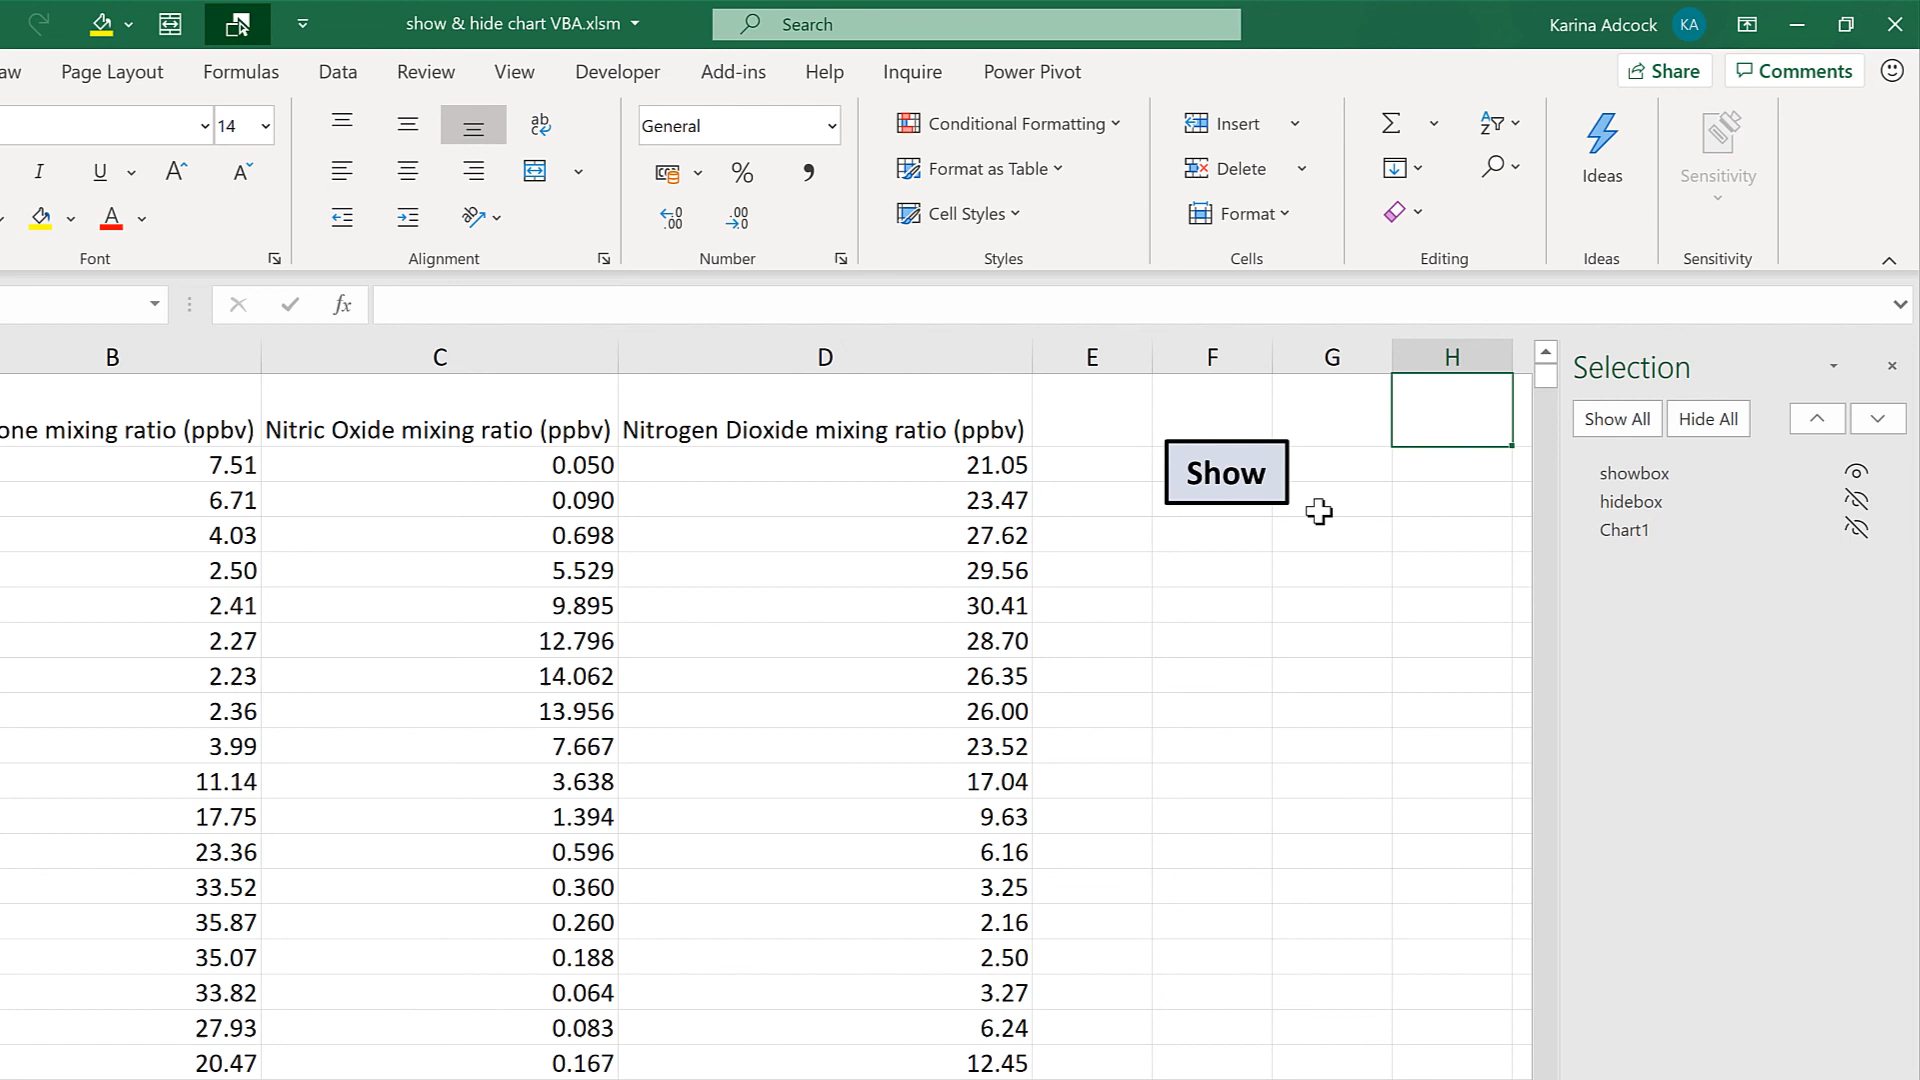 show & hide chart VBA.xlsm
Search
Karina Adcock
KA
aw
Page Layout
Formulas
Data
Review
View
Developer
Add-ins
Help
Inquire
Power Pivot
Share
Comments
14
General
Conditional Formatting
Insert
Format as Table
Delete
Cell Styles
Format
Ideas
Sensitivity
Font
Alignment
Number
Styles
Cells
Editing
Ideas
Sensitivity
fx
B C D E F G H
one mixing ratio (ppbv) Nitric Oxide mixing ratio (ppbv) Nitrogen Dioxide mixing ratio (ppbv)
7.51 0.050 21.05
6.71 0.090 23.47
4.03 0.698 27.62
2.50 5.529 29.56
2.41 9.895 30.41
2.27 12.796 28.70
2.23 14.062 26.35
2.36 13.956 26.00
3.99 7.667 23.52
11.14 3.638 17.04
17.75 1.394 9.63
23.36 0.596 6.16
33.52 0.360 3.25
35.87 0.260 2.16
35.07 0.188 2.50
33.82 0.064 3.27
27.93 0.083 6.24
20.47 0.167 12.45
Show
Selection
Show All
Hide All
showbox
hidebox
Chart1